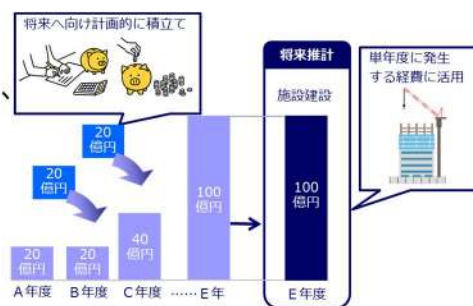 将来へ向け計画的に積立て
、
20
億円
20
億円
20
億円
20
億円
40
億円
100
億円
A年度
B年度
C年度
……E年
将来推計
施設建設
100
億円
E年度
単年度に発生
する経費に活用